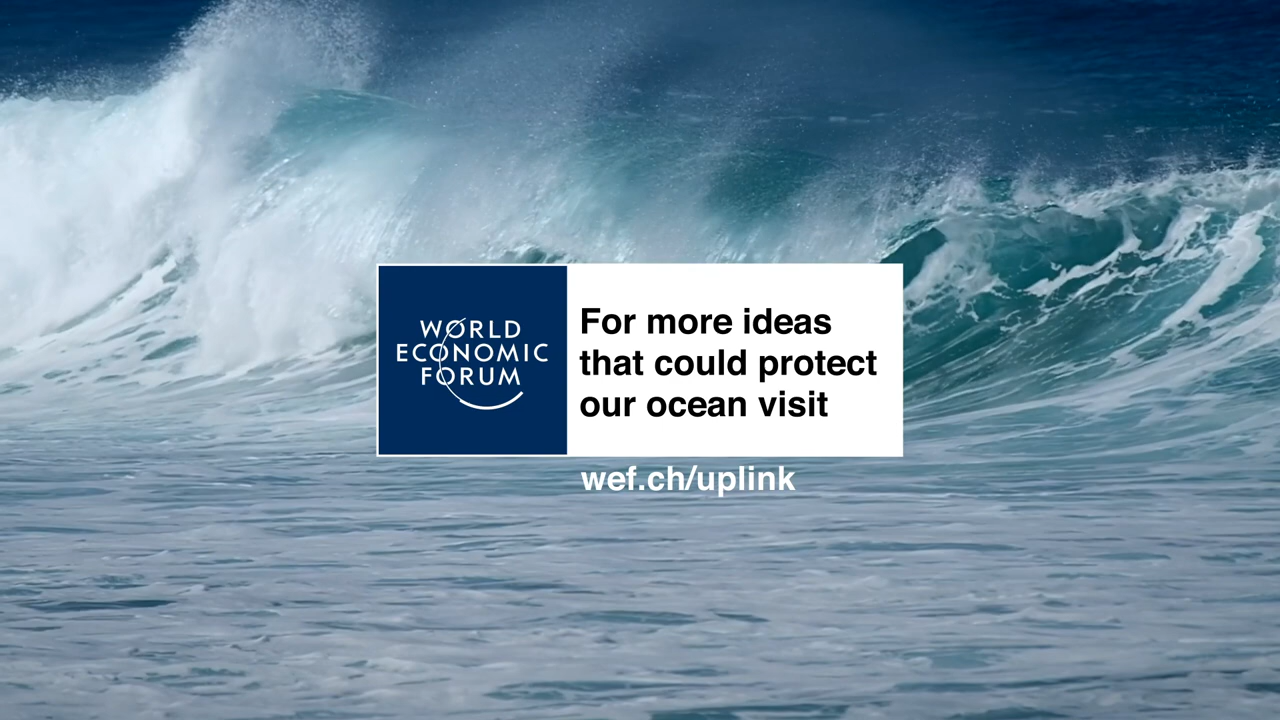 WORLD
ECONOMIC
FORUM
For more ideas
that could protect
our ocean visit
wef.ch/uplink